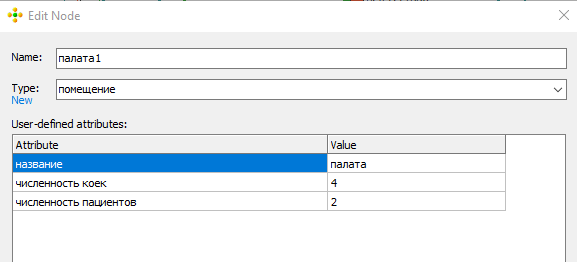 Edit Node
Name: палата1
Type: помещение
New
User-defined attributes:
Attribute Value
название палата
численность коек 4
численность пациентов 2